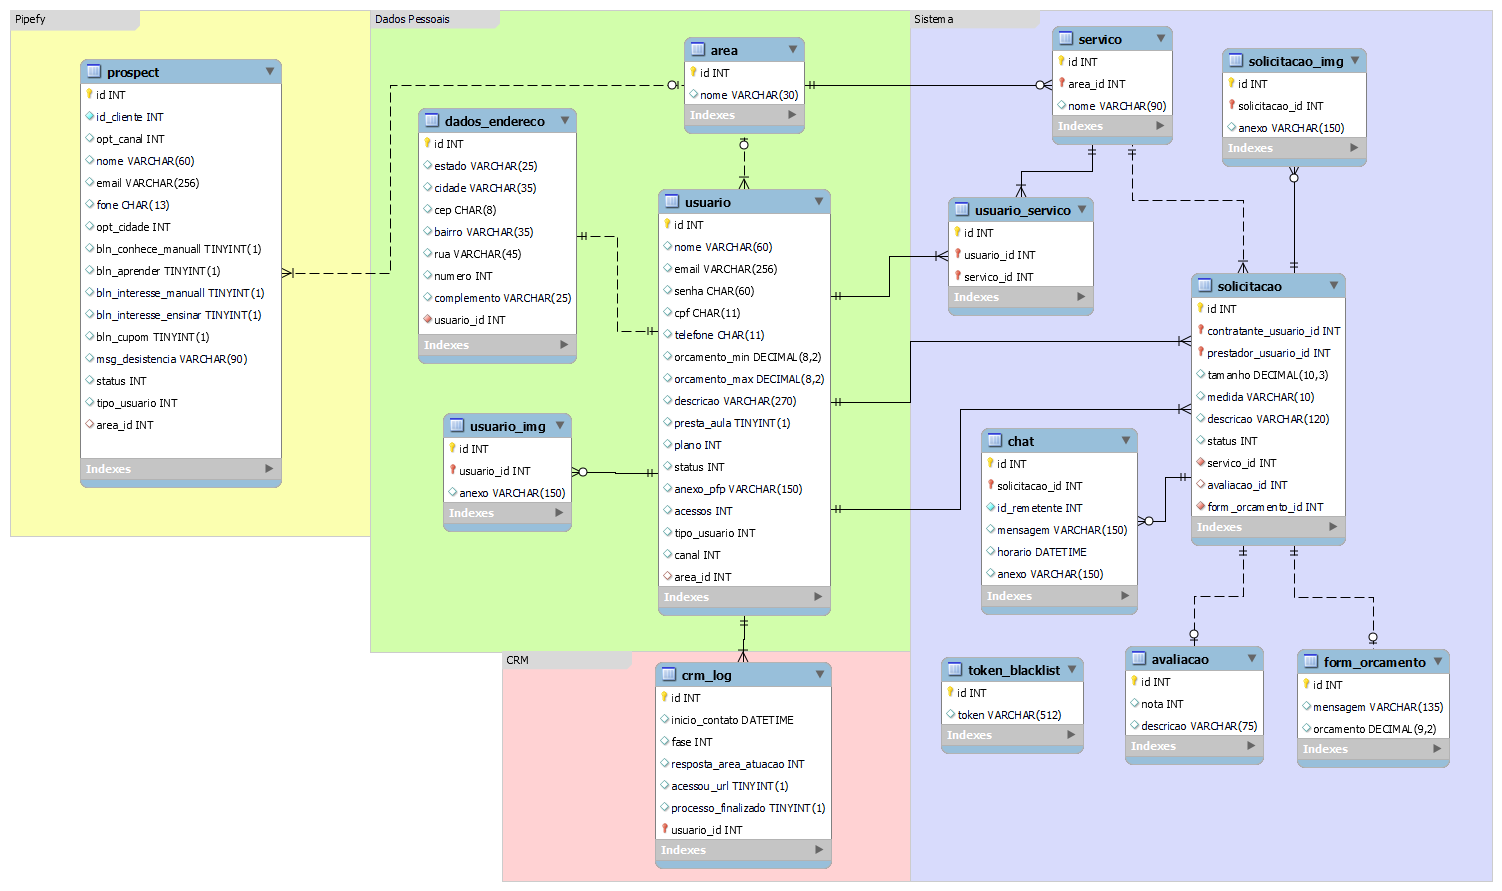 Pipefy
prospect
id INT
id_cliente INT
opt_canal INT
nome VARCHAR(60)
email VARCHAR(256)
fone CHAR(13)
opt_cidade INT
bln_conhece_manuall TINYINT(1)
bln_aprender TINYINT(1)
bln_interesse_manuall TINYINT(1)
bln_interesse_ensinar TINYINT(1)
bln_cupom TINYINT(1)
msg_desistencia VARCHAR(90)
status INT
tipo_usuario INT
area_id INT
Indexes
Dados Pessoais
area
id INT
nome VARCHAR(30)
Indexes
dados_endereco
id INT
estado VARCHAR(25)
cidade VARCHAR(35)
cep CHAR(8)
bairro VARCHAR(35)
rua VARCHAR(45)
numero INT
complemento VARCHAR(25)
usuario_id INT
Indexes
usuario
id INT
nome VARCHAR(60)
email VARCHAR(256)
senha CHAR(60)
cpf CHAR(11)
telefone CHAR(11)
orcamento_min DECIMAL(8,2)
orcamento_max DECIMAL(8,2)
descricao VARCHAR(270)
presta_aula TINYINT(1)
plano INT
status INT
anexo_pfp VARCHAR(150)
acessos INT
tipo_usuario INT
canal INT
area_id INT
Indexes
usuario_img
id INT
usuario_id INT
anexo VARCHAR(150)
Indexes
CRM
crm_log
id INT
inicio_contato DATETIME
fase INT
resposta_area_atuacao INT
acessou_url TINYINT(1)
processo_finalizado TINYINT(1)
usuario_id INT
Indexes
Sistema
servico
id INT
area_id INT
nome VARCHAR(90)
Indexes
solicitacao_img
id INT
solicitacao_id INT
anexo VARCHAR(150)
Indexes
usuario_servico
id INT
usuario_id INT
servico_id INT
Indexes
solicitacao
id INT
contratante_usuario_id INT
prestador_usuario_id INT
tamanho DECIMAL(10,3)
medida VARCHAR(10)
descricao VARCHAR(120)
status INT
servico_id INT
avaliacao_id INT
form_orcamento_id INT
Indexes
chat
id INT
solicitacao_id INT
id_remetente INT
mensagem VARCHAR(150)
horario DATETIME
anexo VARCHAR(150)
Indexes
token_blacklist
id INT
token VARCHAR(512)
Indexes
avaliacao
id INT
nota INT
descricao VARCHAR(75)
Indexes
form_orcamento
id INT
mensagem VARCHAR(135)
orcamento DECIMAL(9,2)
Indexes